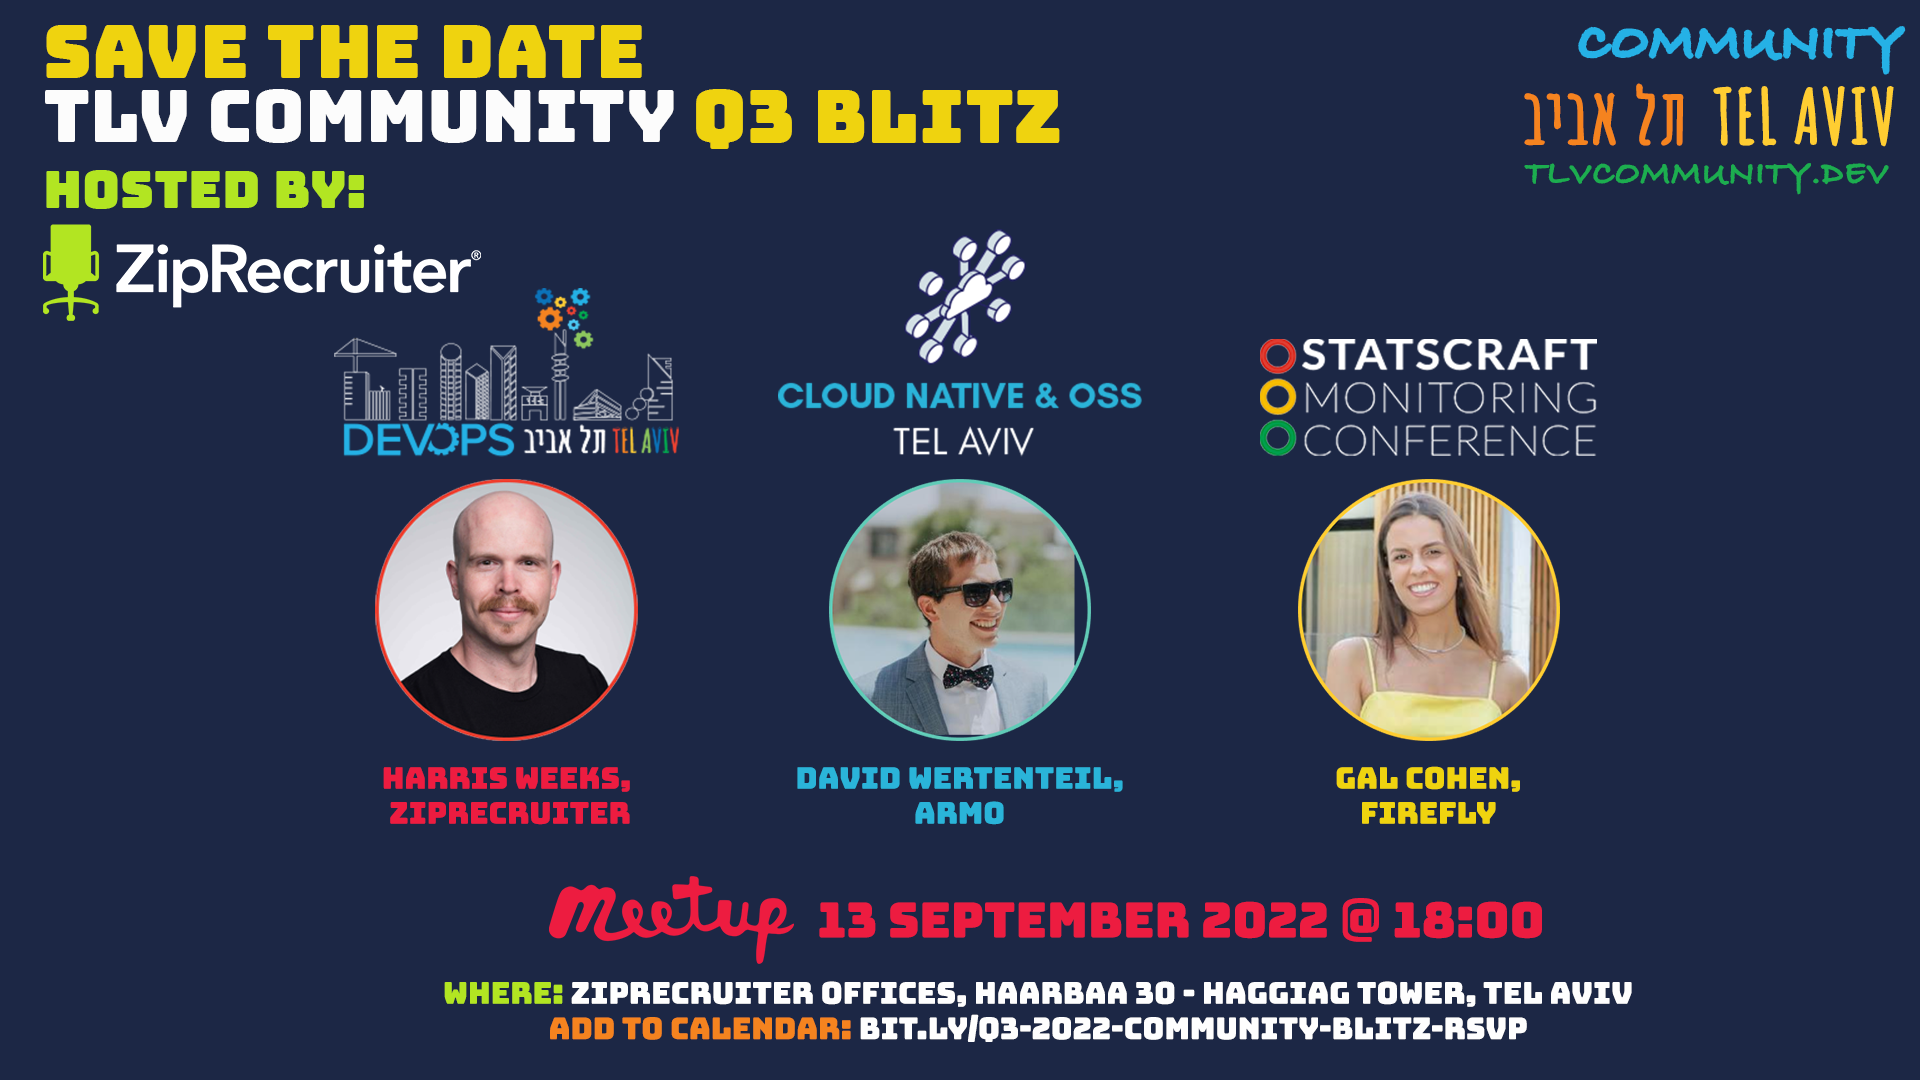 SAVE THE DATE
TLV COMMUNITY Q3 BLITZ
HOSTED BY:
ZipRecruiter®
COMMUNITY
תל אביב TEL AVIV
TLVCOMMUNITY.DEV
DEVOPS תל אביב TEL AVIV
CLOUD NATIVE & OSS
TEL AVIV
STATSCRAFT
MONITORING
CONFERENCE
HARRIS WEEKS,
ZIPRECRUITER
DAVID WERTENTEIL,
ARMO
GAL COHEN,
FIREFLY
meetup 13 SEPTEMBER 2022 @ 18:00
WHERE: ZIPRECRUITER OFFICES, HAARBAA 30 - HAGGIAG TOWER, TEL AVIV
ADD TO CALENDAR: BIT.LY/Q3-2022-COMMUNITY-BLITZ-RSVP